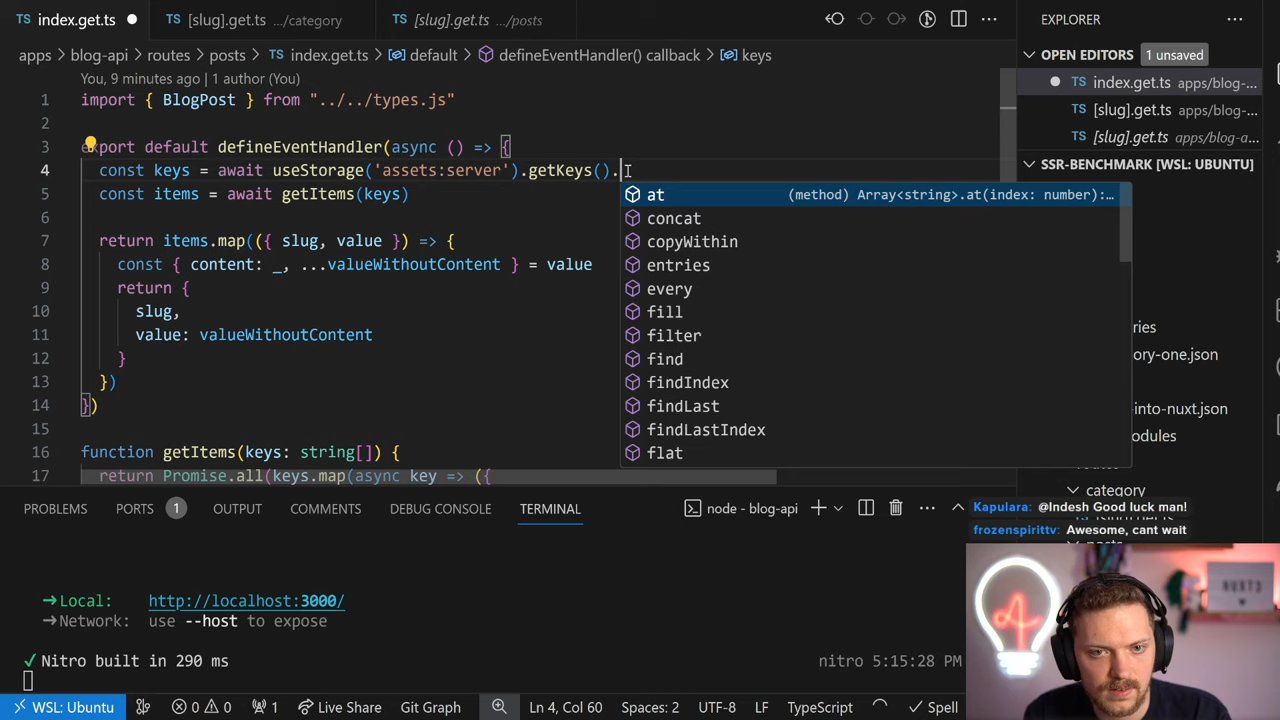 index.get.ts
[slug].get.ts .../category
[slug].get.ts .../posts
EXPLORER
apps > blog-api > routes > posts > TS index.get.ts > default > defineEventHandler() callback > keys
OPEN EDITORS 1 unsaved
TS index.get.ts apps/blog-...
TS [slug].get.ts apps/blog-...
TS [slug].get.ts apps/blog-a...
SSR-BENCHMARK [WSL: UBUNTU]
You, 9 minutes ago | 1 author (You)
1 import { BlogPost } from "../../types.js"
2
3 export default defineEventHandler(async () => {
4 const keys = await useStorage('assets:server').getKeys().
5 const items = await getItems(keys)
6
7 return items.map(({ slug, value }) => {
8 const { content: _, ...valueWithoutContent } = value
9 return {
10 slug,
11 value: valueWithoutContent
12 }
13 })
14 })
15
16 function getItems(keys: string[]) {
17 return Promise.all(keys.map(async key => ({
at (method) Array<string>.at(index: number):...
concat
copyWithin
entries
every
fill
filter
find
findIndex
findLast
findLastIndex
flat
ries
ory-one.json
into-nuxt.json
odules
category
PROBLEMS PORTS 1 OUTPUT COMMENTS DEBUG CONSOLE TERMINAL node - blog-api
Kapulara: @Indesh Good luck man!
frozenspirittv: Awesome, cant wait
➜Local: http://localhost:3000/
➜Network: use --host to expose
✓ Nitro built in 290 ms nitro 5:15:28 PM
NUXT3
WSL: Ubuntu 0 0 1 Live Share Git Graph Ln 4, Col 60 Spaces: 2 UTF-8 LF TypeScript Spell